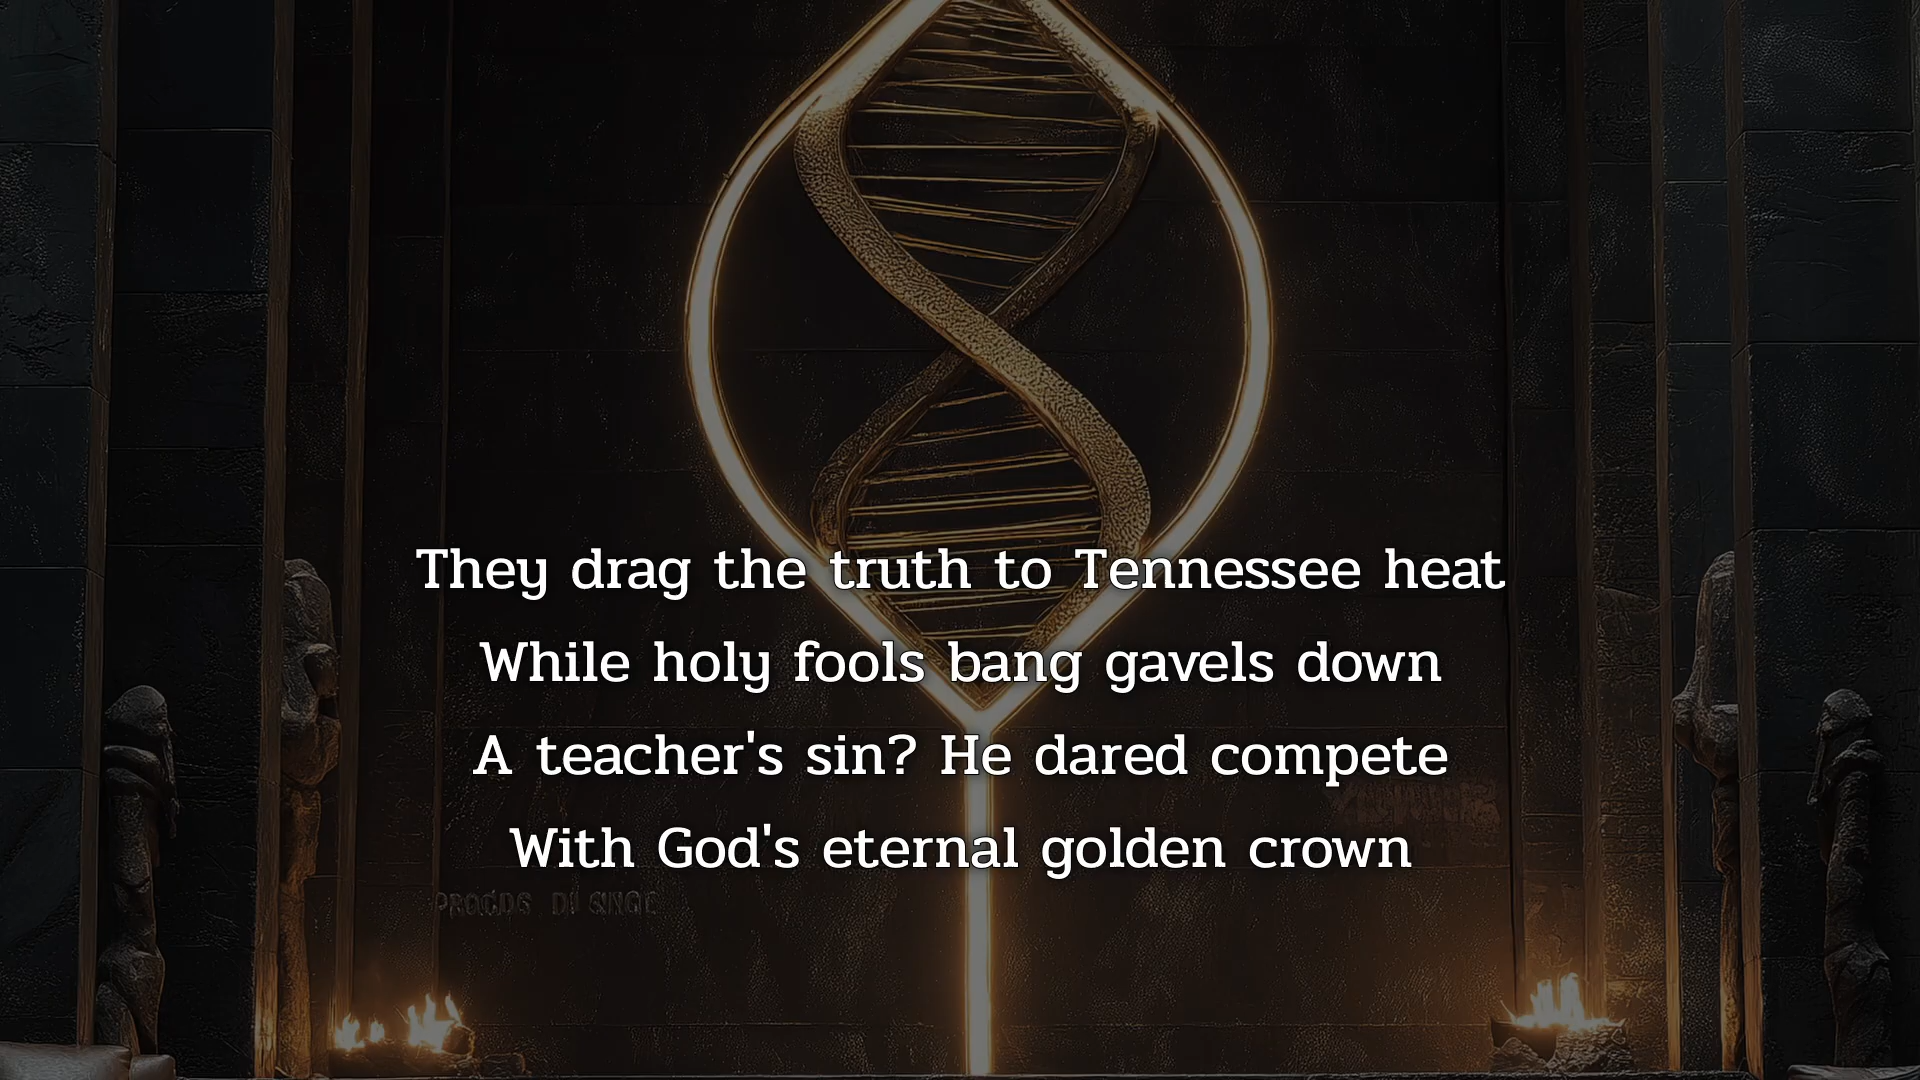 They drag the truth to Tennessee heat
While holy fools bang gavels down
A teacher's sin? He dared compete
With God's eternal golden crown